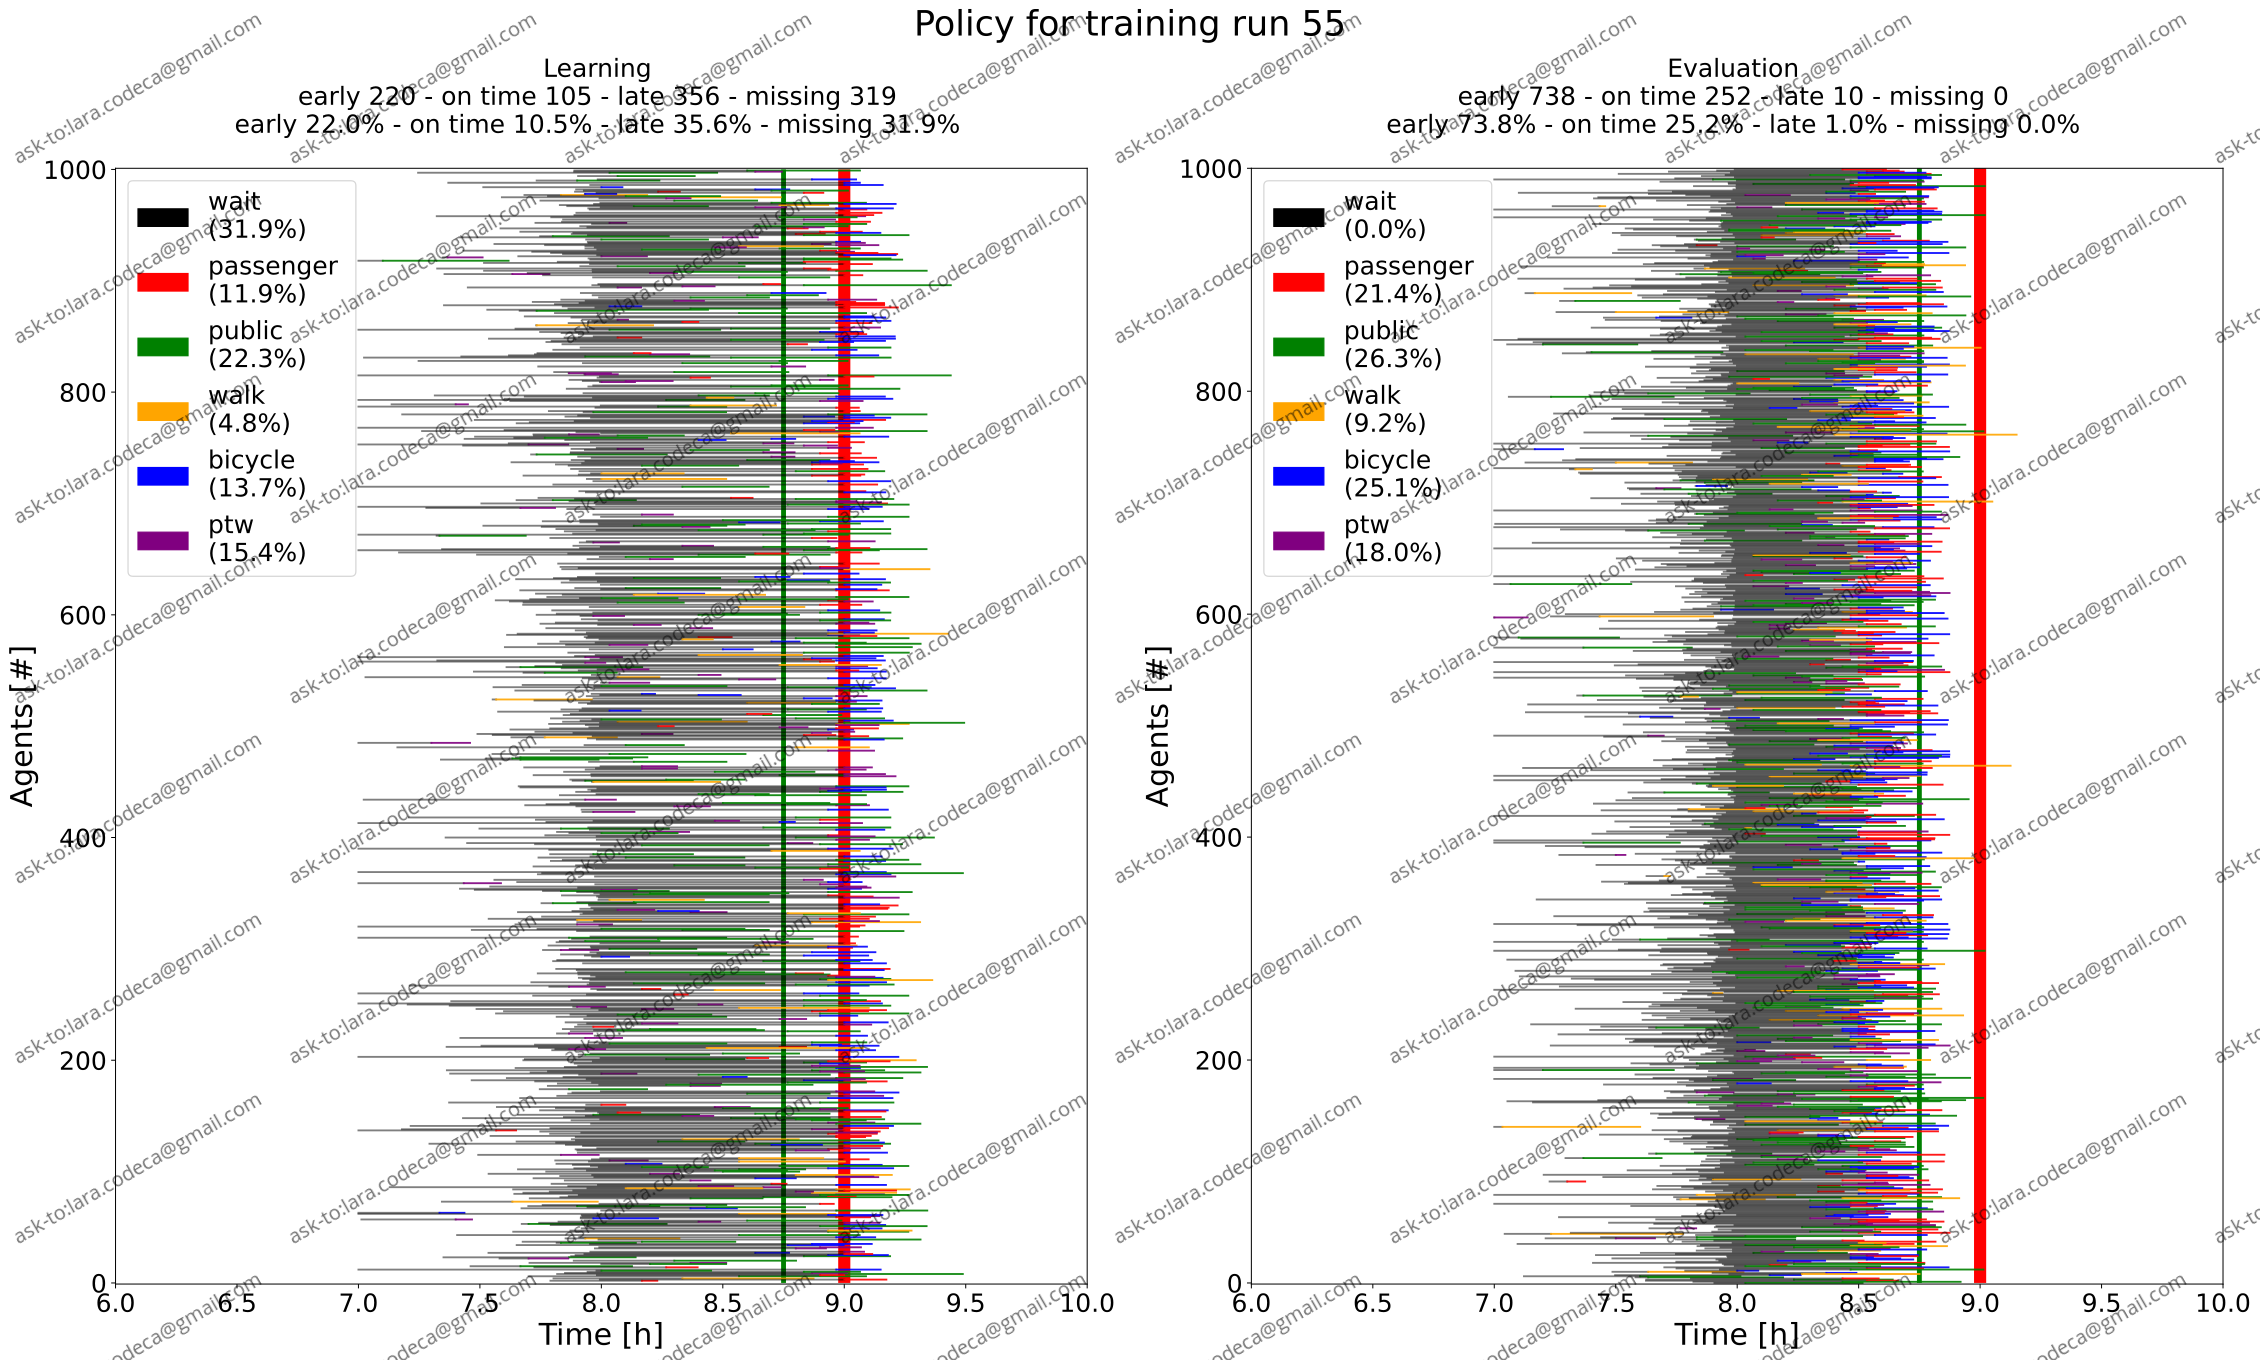 Policy for training run 55
Learning
early 220 - on time 105 - late 356 - missing 319
early 22.0% - on time 10.5% - late 35.6% - missing 31.9%
1000
800
600
400
200
0
Agents [#]
wait
(31.9%)
passenger
(11.9%)
public
(22.3%)
walk
(4.8%)
bicycle
(13.7%)
ptw
(15.4%)
6.0 6.5 7.0 7.5 8.0 8.5 9.0 9.5 10.0
Time [h]
Evaluation
early 738 - on time 252 - late 10 - missing 0
early 73.8% - on time 25.2% - late 1.0% - missing 0.0%
1000
800
600
400
200
0
Agents [#]
wait
(0.0%)
passenger
(21.4%)
public
(26.3%)
walk
(9.2%)
bicycle
(25.1%)
ptw
(18.0%)
6.0 6.5 7.0 7.5 8.0 8.5 9.0 9.5 10.0
Time [h]
ask-to:lara.codeca@gmail.com